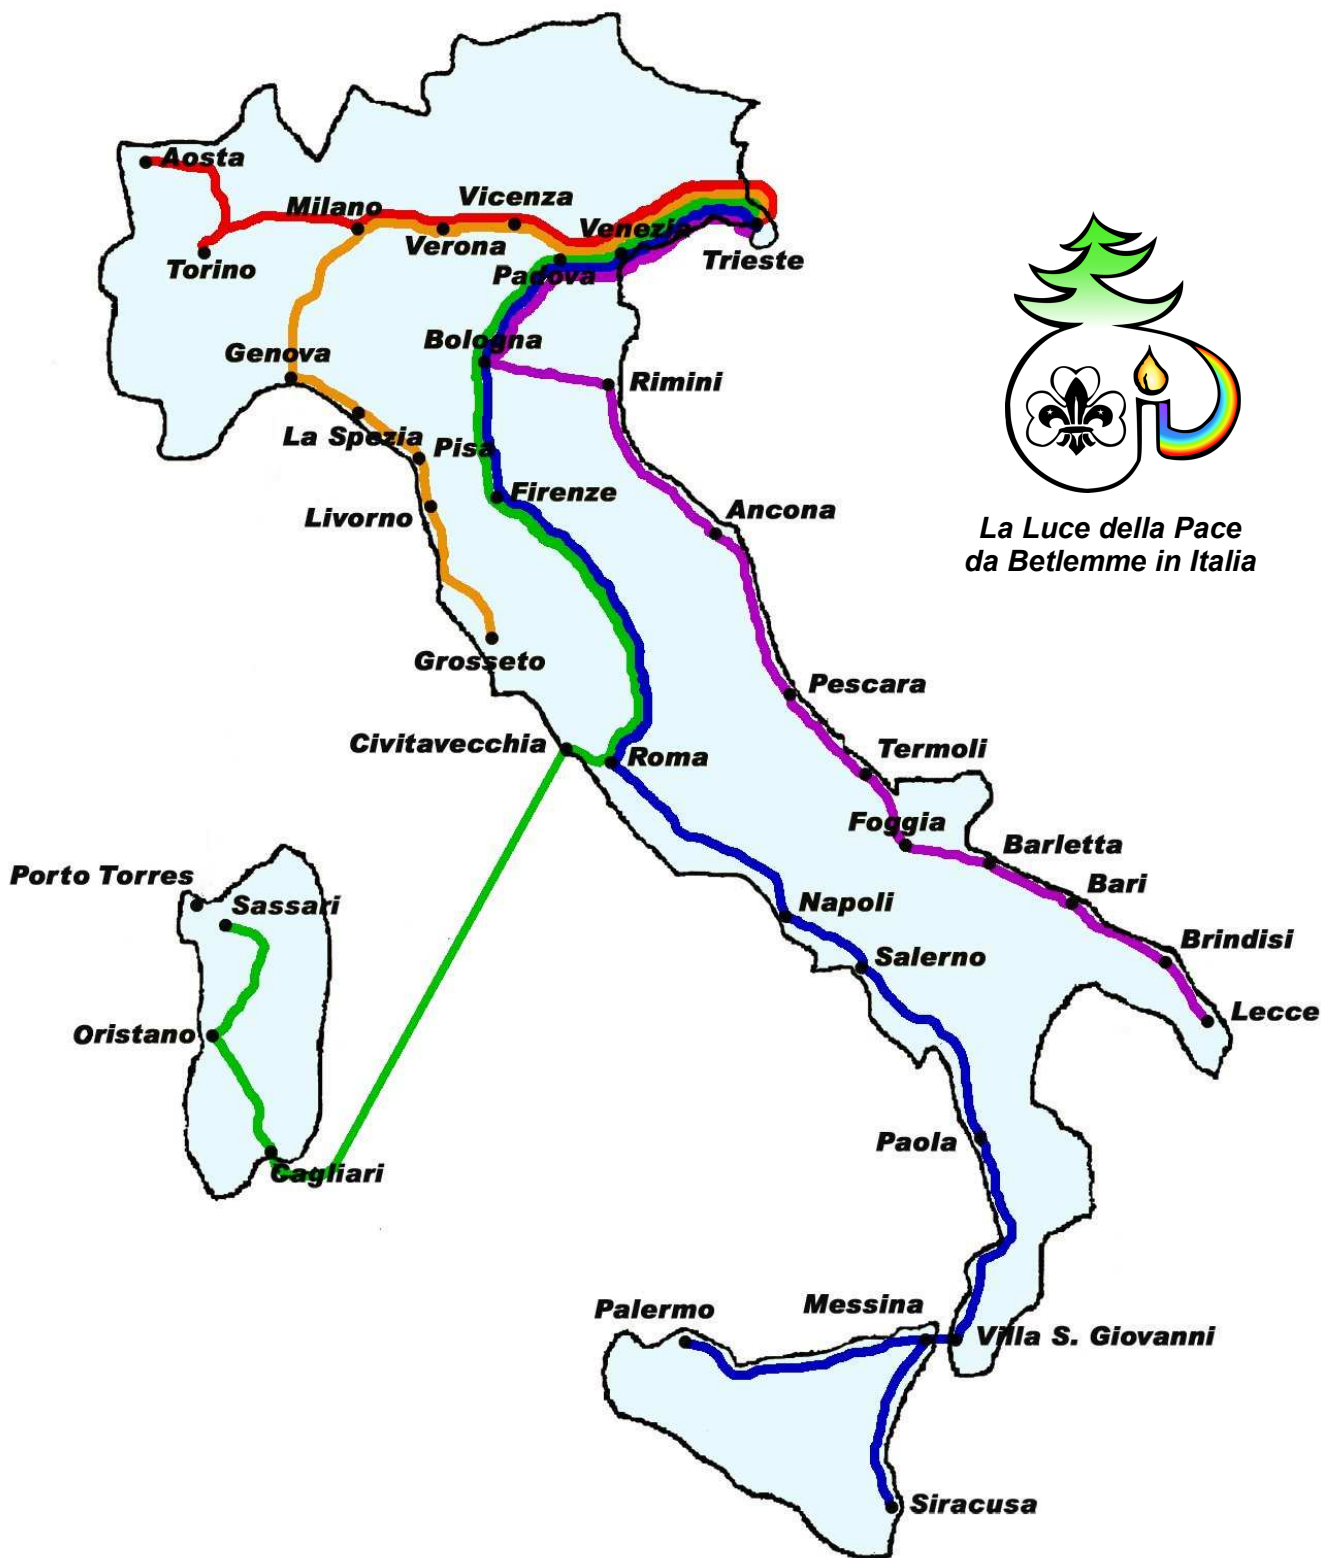 Aosta
Milano
Vicenza
Venezia
Torino
Verona
Padova
Trieste
Genova
Bologna
Rimini
La Spezia
Pisa
Livorno
Firenze
Ancona
La Luce della Pace
da Betlemme in Italia
Grosseto
Pescara
Civitavecchia
Roma
Termoli
Foggia
Barletta
Porto Torres
Sassari
Napoli
Bari
Salerno
Brindisi
Oristano
Lecce
Paola
Cagliari
Palermo
Messina
Villa S. Giovanni
Siracusa